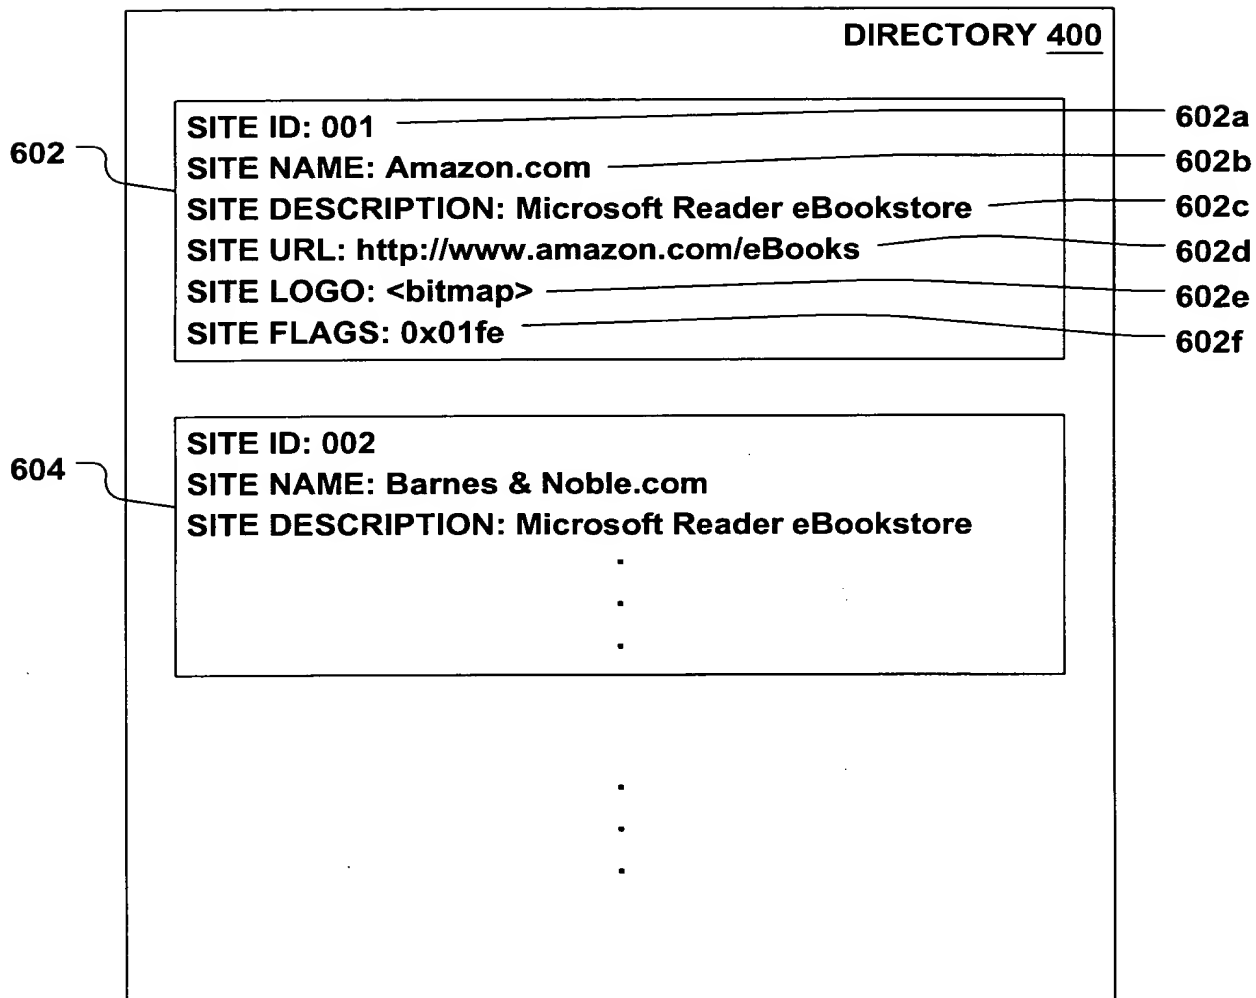 DIRECTORY 400
602
SITE ID: 001
602a
SITE NAME: Amazon.com
602b
SITE DESCRIPTION: Microsoft Reader eBookstore
602c
SITE URL: http://www.amazon.com/eBooks
602d
SITE LOGO: <bitmap>
602e
SITE FLAGS: 0x01fe
602f
604
SITE ID: 002
SITE NAME: Barnes & Noble.com
SITE DESCRIPTION: Microsoft Reader eBookstore
.
.
.
.
.
.